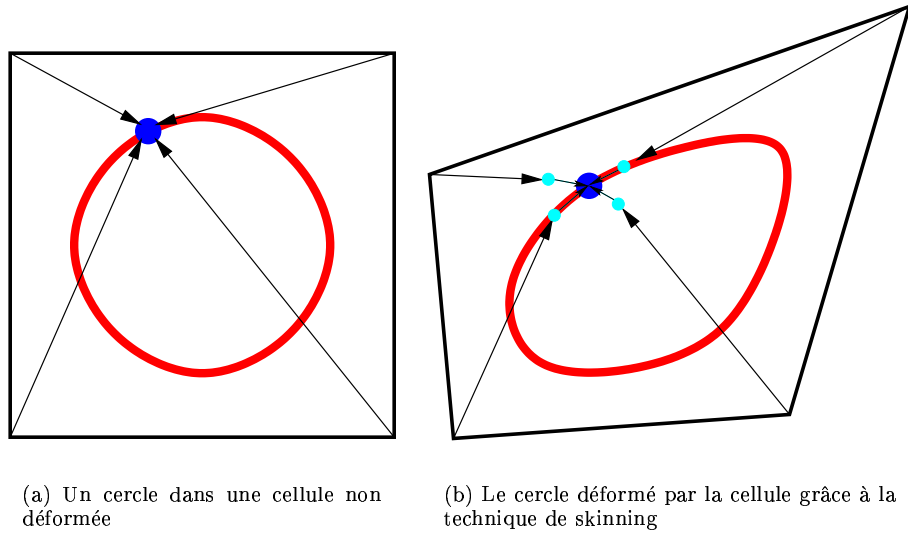 (a) Un cercle dans une cellule non
déformée
(b) Le cercle déformé par la cellule grâce à la
technique de skinning